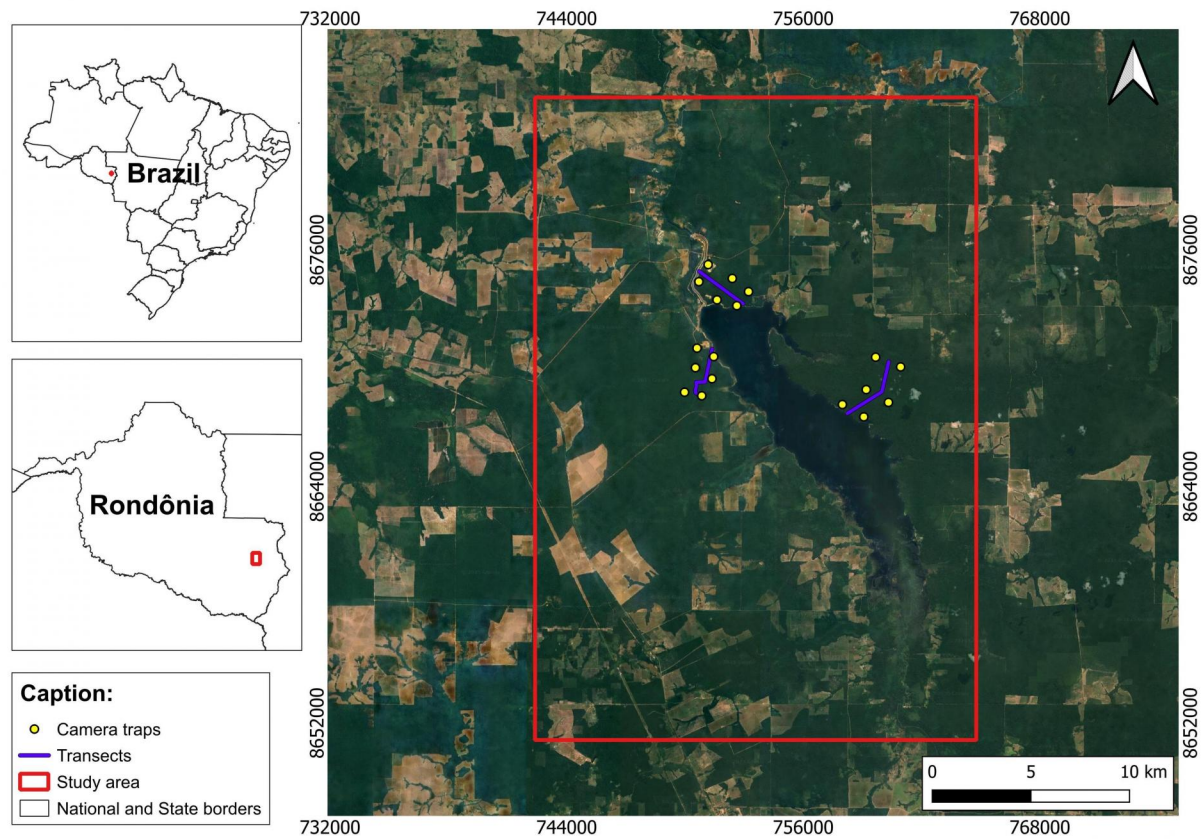 732000 744000 756000 768000
Brazil
Rondônia
Caption:
Camera traps
Transects
Study area
National and State borders
8676000
8664000
8652000
8676000
8664000
8652000
0 5 10 km
732000 744000 756000 768000